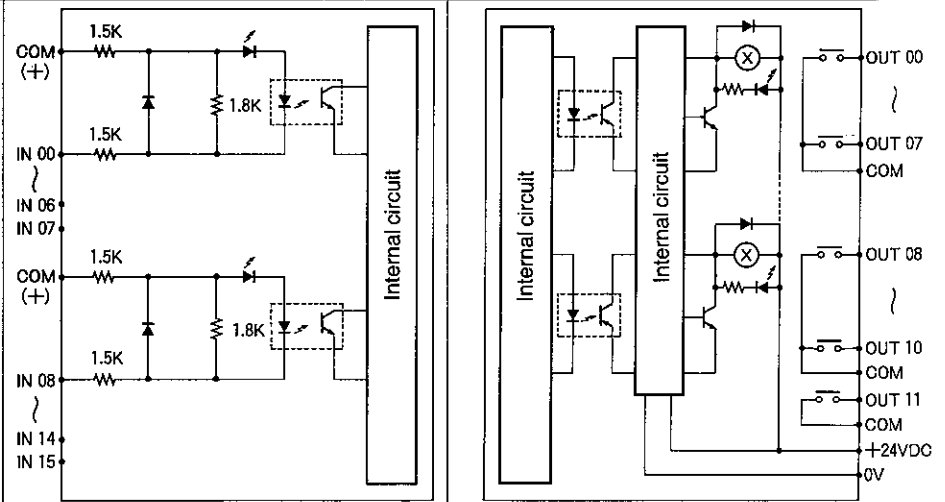 1.5K
COM
(+)
1.8K
1.5K
IN 00
IN 06
IN 07
1.5K
COM
(+)
1.8K
1.5K
IN 08
IN 14
IN 15
Internal circuit
Internal circuit
Internal circuit
X
X
OUT 00
OUT 07
COM
OUT 08
OUT 10
COM
OUT 11
COM
+24VDC
0V